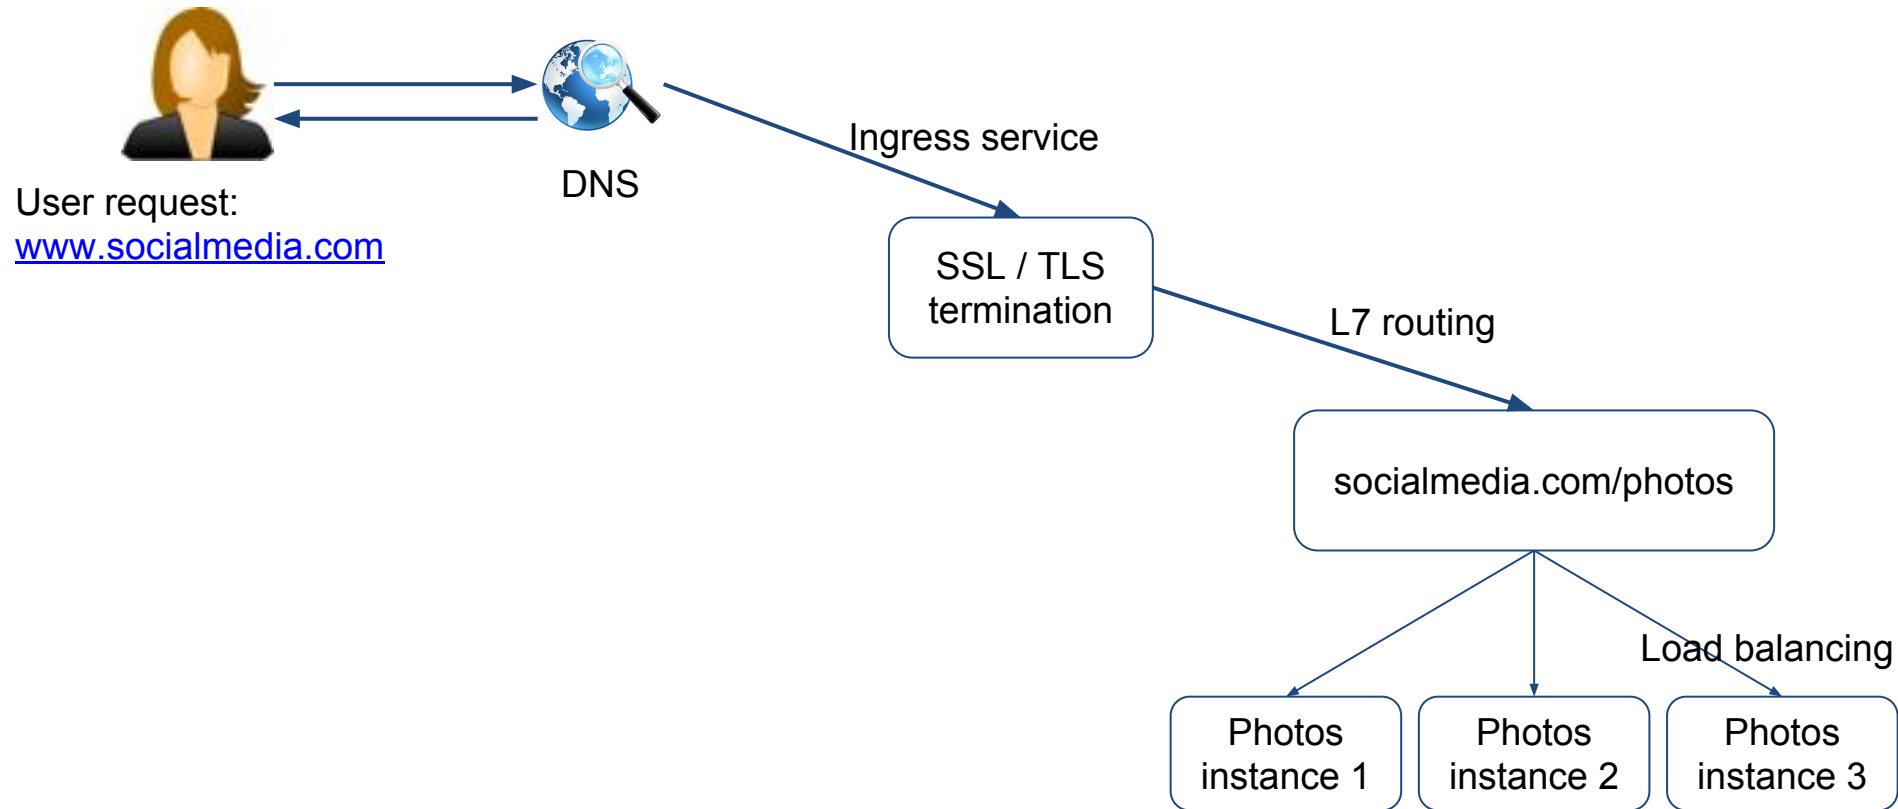 User request:
www.socialmedia.com
DNS
Ingress service
SSL / TLS
termination
L7 routing
socialmedia.com/photos
Load balancing
Photos
instance 1
Photos
instance 2
Photos
instance 3